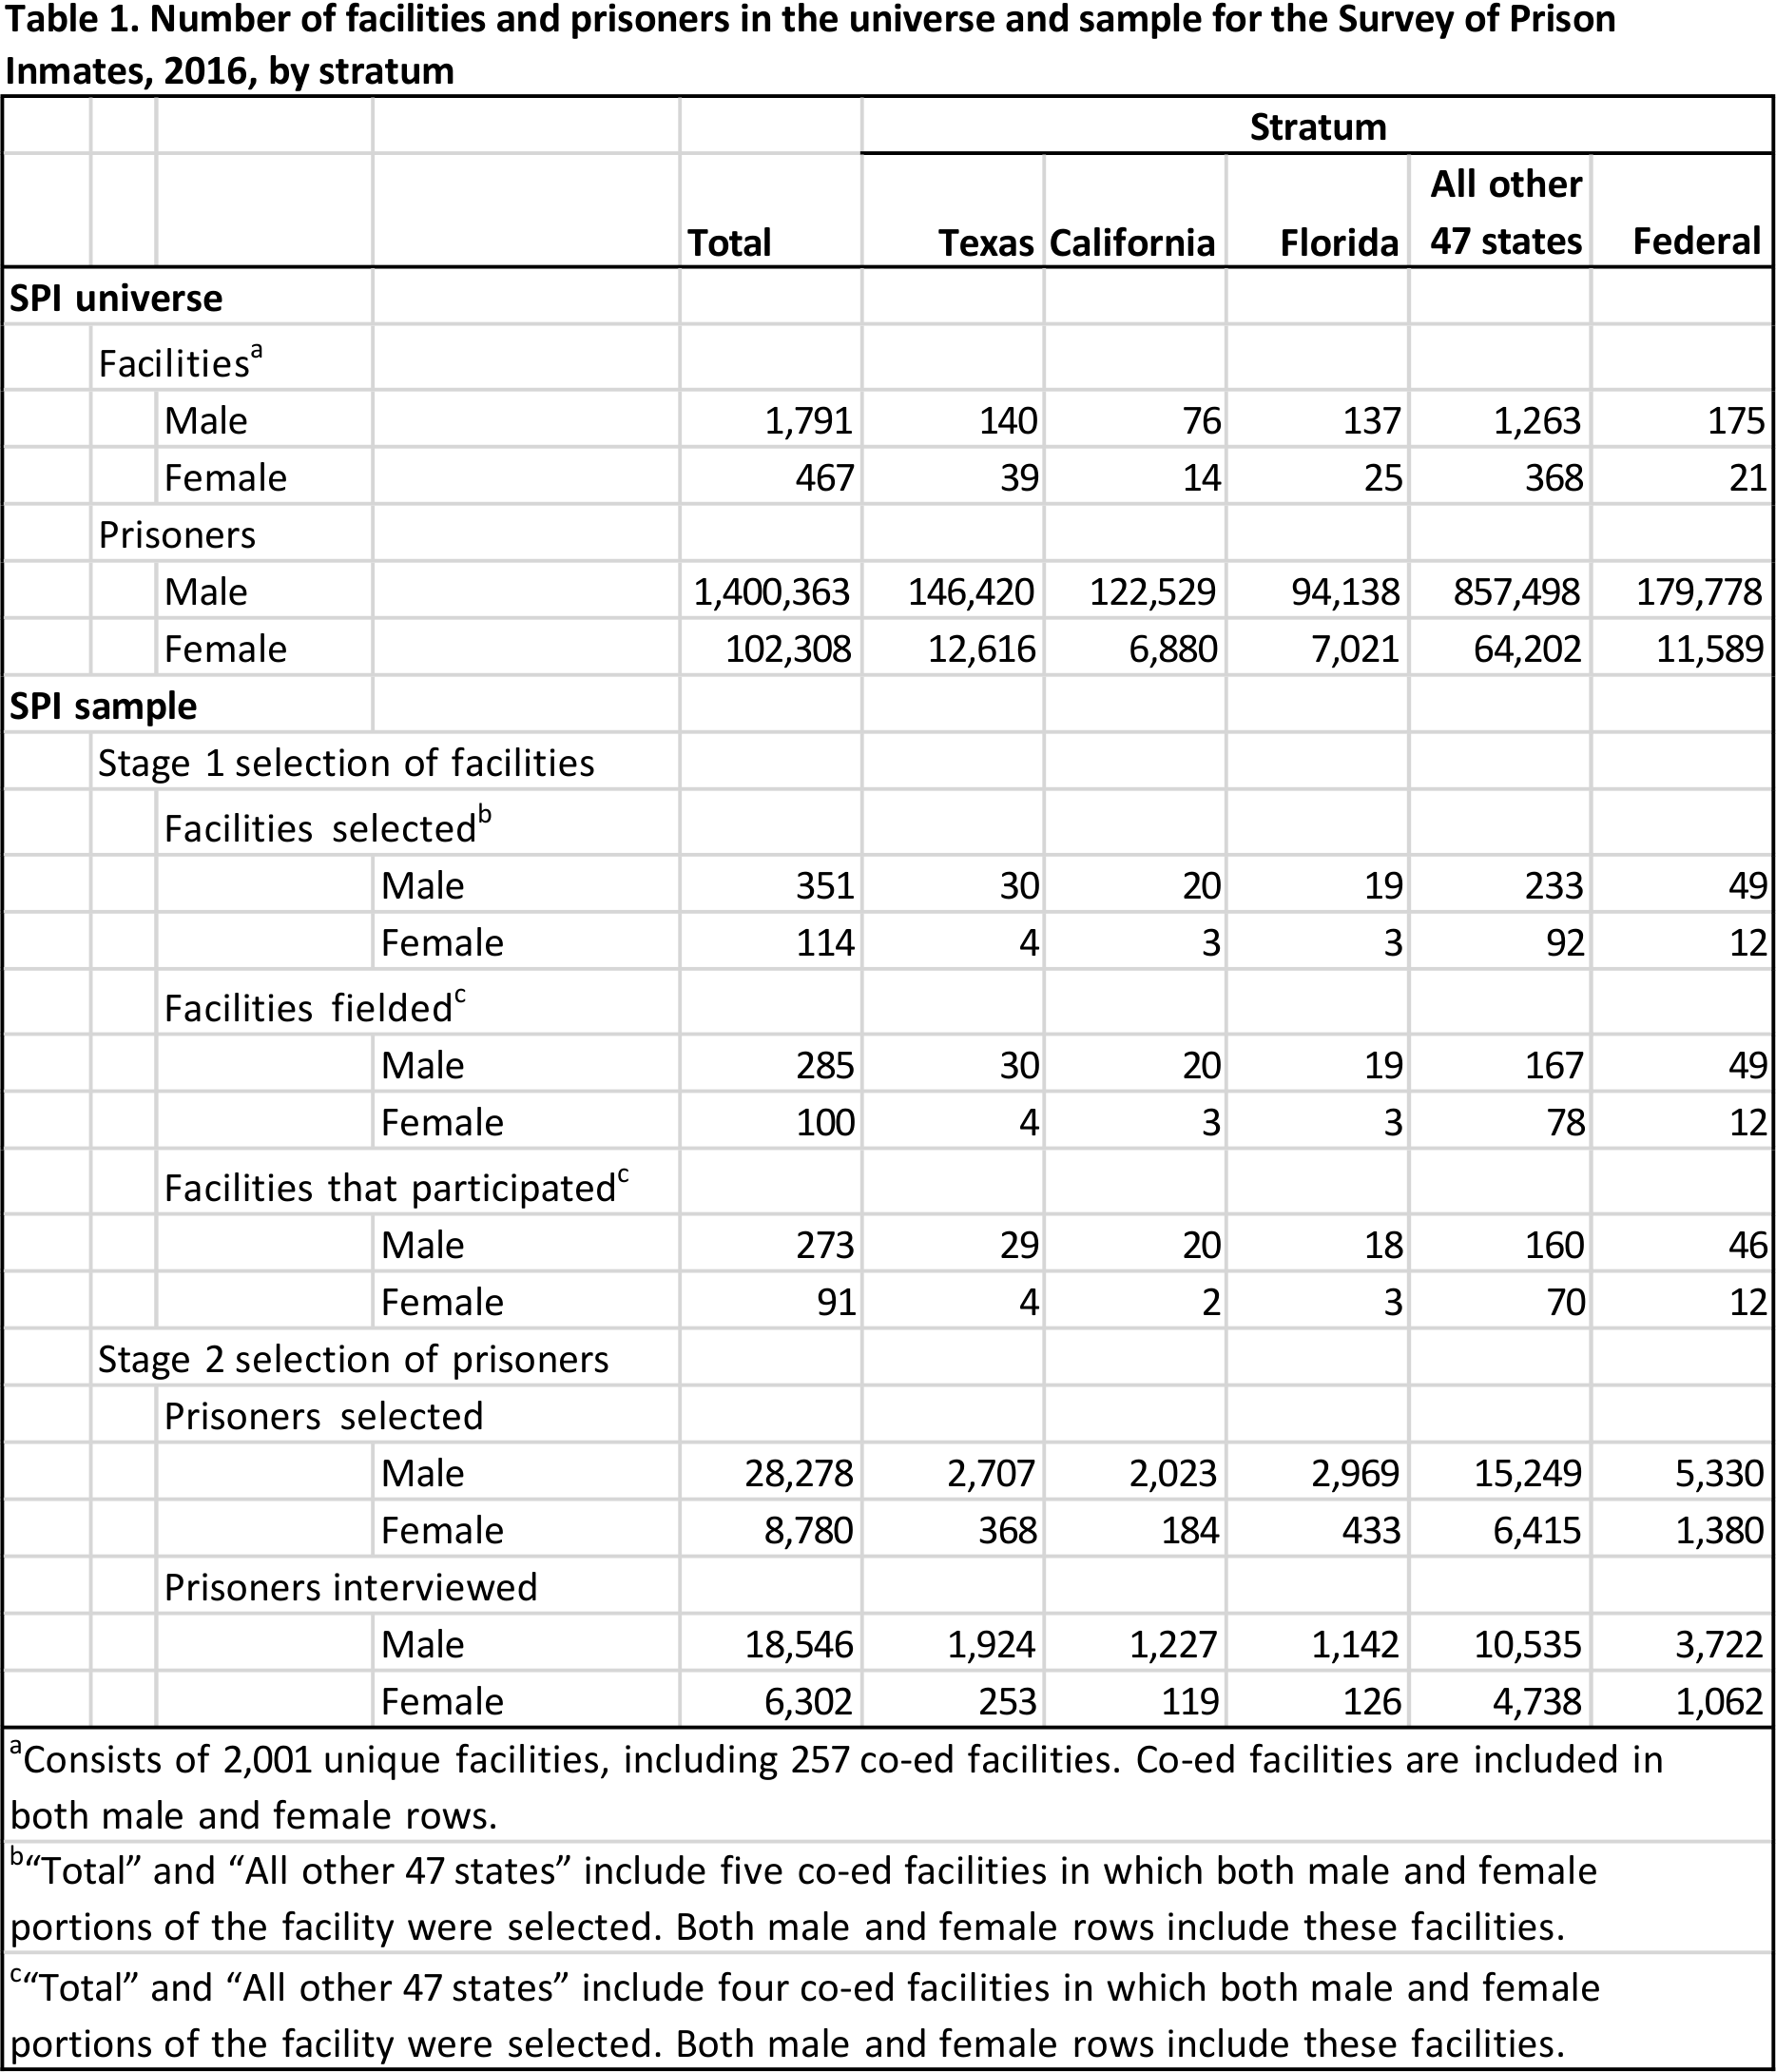 Table 1. Number of facilities and prisoners in the universe and sample for the Survey of Prison
Inmates, 2016, by stratum
Stratum
Total Texas California Florida All other 47 states Federal
SPI universe
Facilitiesa
Male 1,791 140 76 137 1,263 175
Female 467 39 14 25 368 21
Prisoners
Male 1,400,363 146,420 122,529 94,138 857,498 179,778
Female 102,308 12,616 6,880 7,021 64,202 11,589
SPI sample
Stage 1 selection of facilities
Facilities selectedb
Male 351 30 20 19 233 49
Female 114 4 3 3 92 12
Facilities fieldedc
Male 285 30 20 19 167 49
Female 100 4 3 3 78 12
Facilities that participatedc
Male 273 29 20 18 160 46
Female 91 4 2 3 70 12
Stage 2 selection of prisoners
Prisoners selected
Male 28,278 2,707 2,023 2,969 15,249 5,330
Female 8,780 368 184 433 6,415 1,380
Prisoners interviewed
Male 18,546 1,924 1,227 1,142 10,535 3,722
Female 6,302 253 119 126 4,738 1,062
aConsists of 2,001 unique facilities, including 257 co-ed facilities. Co-ed facilities are included in
both male and female rows.
b“Total” and “All other 47 states” include five co-ed facilities in which both male and female
portions of the facility were selected. Both male and female rows include these facilities.
c“Total” and “All other 47 states” include four co-ed facilities in which both male and female
portions of the facility were selected. Both male and female rows include these facilities.